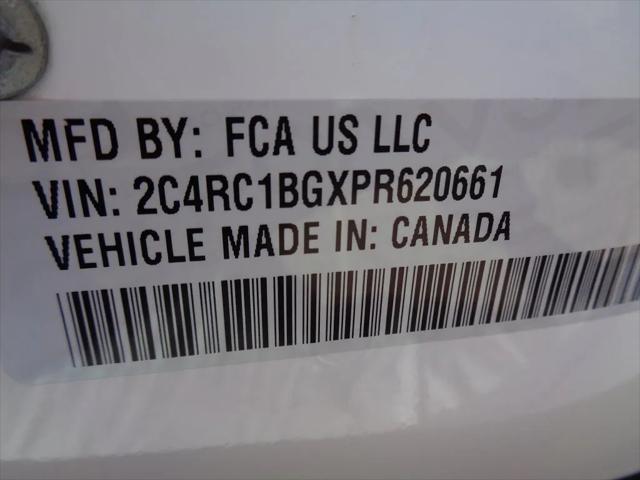 MFD BY: FCA US LLC
VIN: 2C4RC1BGXPR620661
VEHICLE MADE IN: CANADA